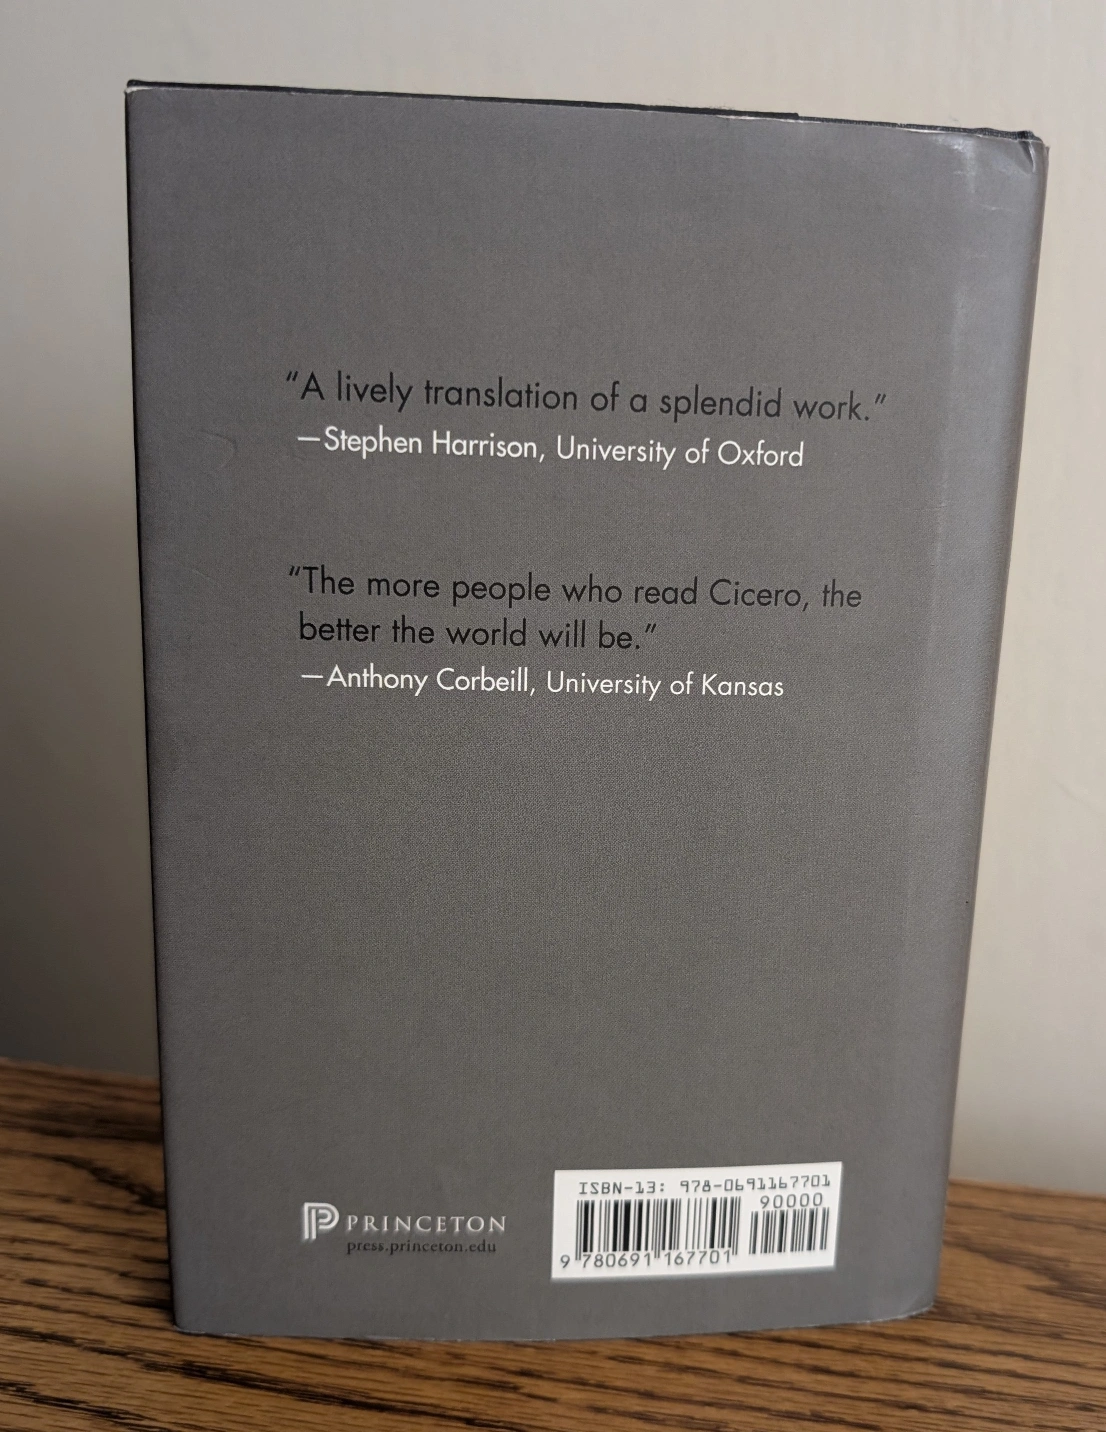 “A lively translation of a splendid work.”
—Stephen Harrison, University of Oxford
“The more people who read Cicero, the
better the world will be.”
—Anthony Corbeill, University of Kansas
PRINCETON
press.princeton.edu
ISBN-13: 978-0691167701
90000
9 780691 167701